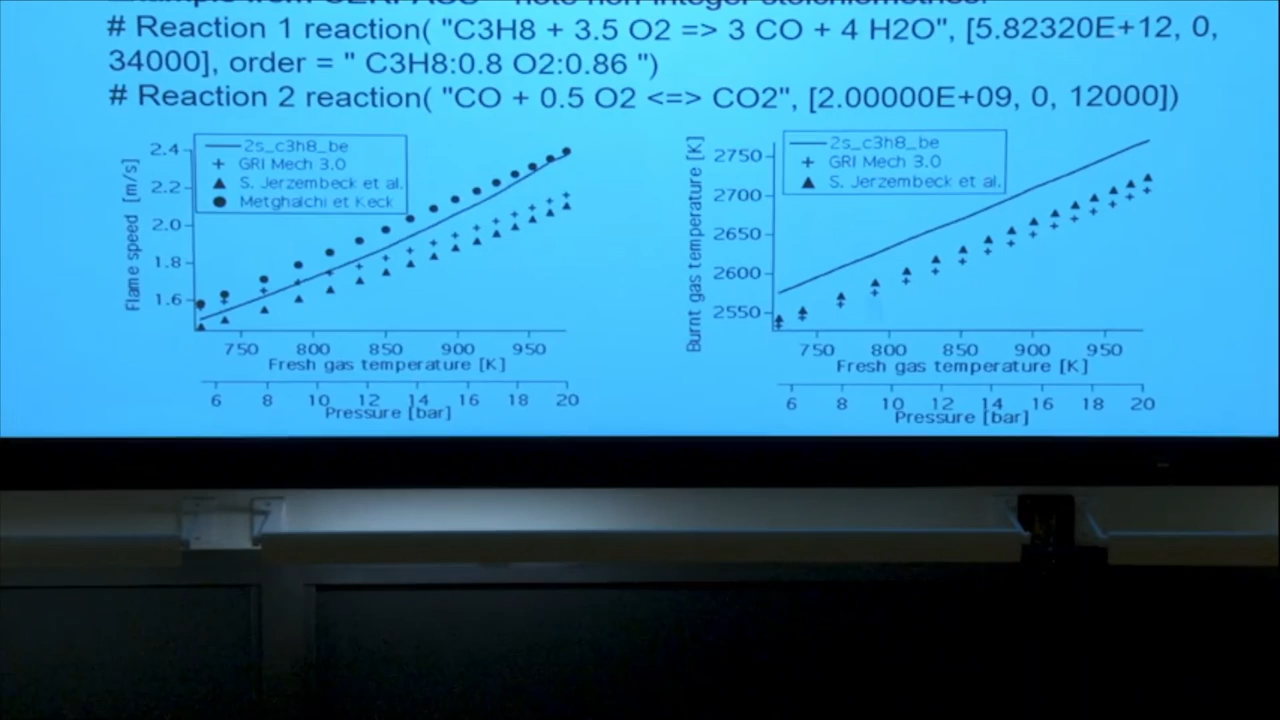 # Reaction 1 reaction( "C3H8 + 3.5 O2 => 3 CO + 4 H2O", [5.82320E+12, 0,
34000], order = " C3H8:0.8 O2:0.86 ")
# Reaction 2 reaction( "CO + 0.5 O2 <=> CO2", [2.00000E+09, 0, 12000])
Flame speed [m/s]
2.4
2.2
2.0
1.8
1.6
2s_c3h8_be
GRI Mech 3.0
S. Jerzembeck et al.
Metghalchi et Keck
750 800 850 900 950
Fresh gas temperature [K]
6 8 10 12 14 16 18 20
Pressure [bar]
Burnt gas temperature [K]
2750
2700
2650
2600
2550
2s_c3h8_be
GRI Mech 3.0
S. Jerzembeck et al.
750 800 850 900 950
Fresh gas temperature [K]
6 8 10 12 14 16 18 20
Pressure [bar]